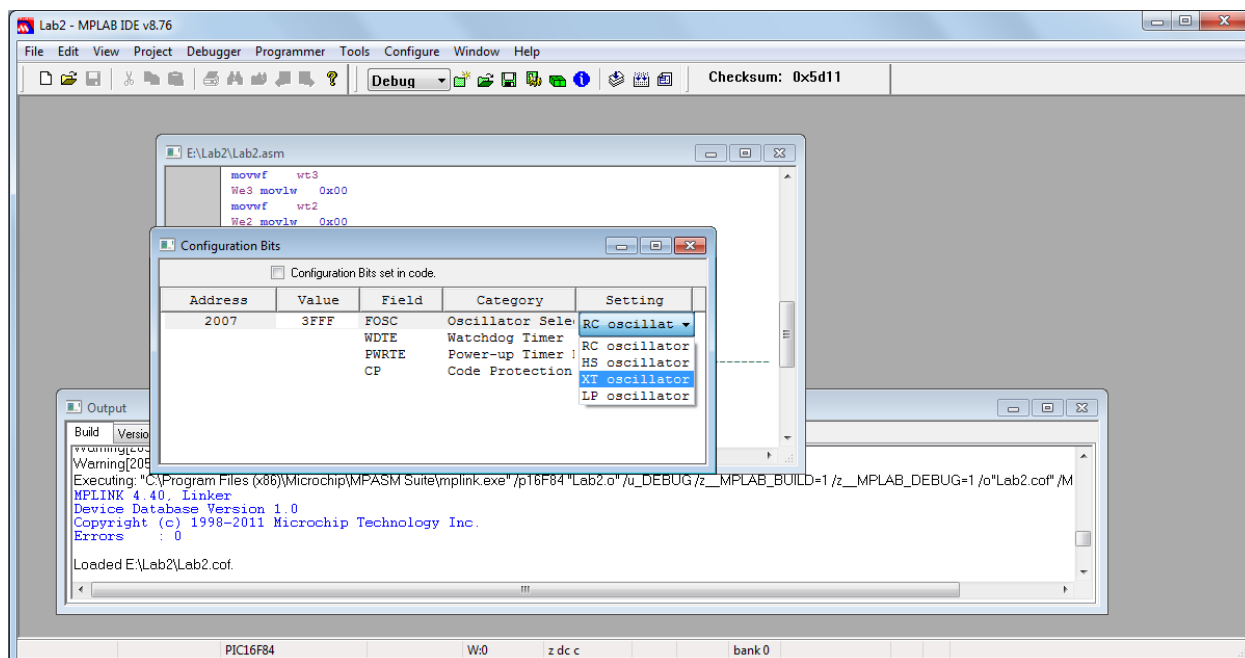 Lab2 - MPLAB IDE v8.76
File Edit View Project Debugger Programmer Tools Configure Window Help
Debug
Checksum: 0x5d11
E:\Lab2\Lab2.asm
movwf wt3
We3 movlw 0x00
movwf wt2
We2 movlw 0x00
Configuration Bits
Configuration Bits set in code.
Address Value Field Category Setting
2007 3FFF FOSC Oscillator Sele RC oscillat
WDTE Watchdog Timer RC oscillator
PWRTE Power-up Timer HS oscillator
CP Code Protection XT oscillator
LP oscillator
Output
Build Versio
Warning[205
Executing: "C:\Program Files (x86)\Microchip\MPASM Suite\mplink.exe" /p16F84 "Lab2.o" /u_DEBUG /z__MPLAB_BUILD=1 /z__MPLAB_DEBUG=1 /o"Lab2.cof" /M
MPLINK 4.40, Linker
Device Database Version 1.0
Copyright (c) 1998-2011 Microchip Technology Inc.
Errors : 0
Loaded E:\Lab2\Lab2.cof.
PIC16F84 W:0 z dc c bank 0